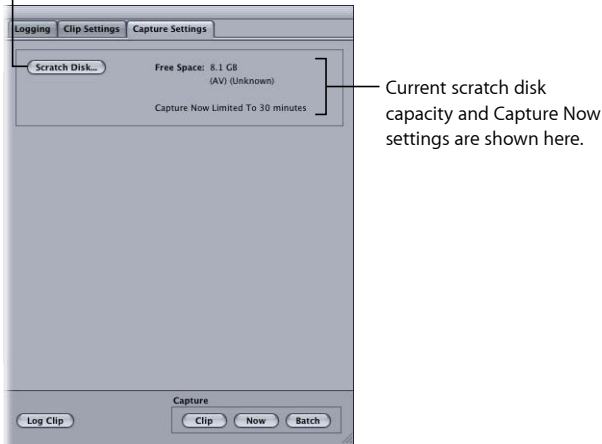 Logging Clip Settings Capture Settings
Scratch Disk... Free Space: 8.1 GB
(AV) (Unknown)
Capture Now Limited To 30 minutes
Current scratch disk
capacity and Capture Now
settings are shown here.
Capture
Log Clip Clip Now Batch